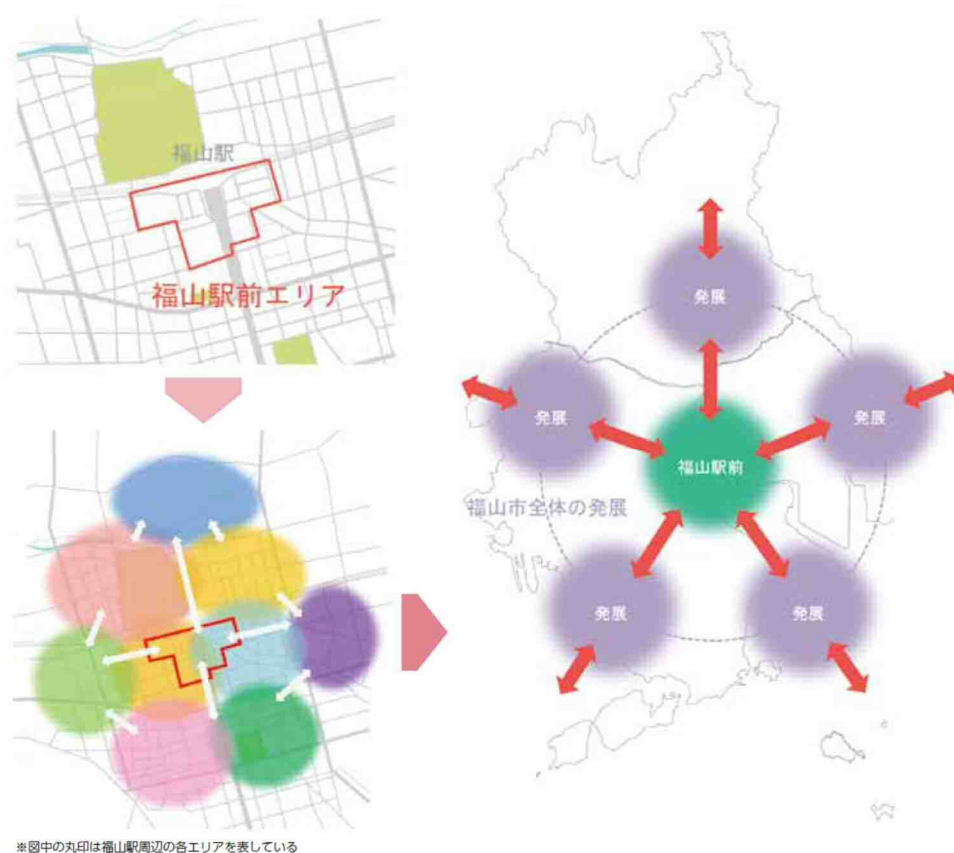 福山駅
福山駅前エリア
発展
発展
発展
福山駅前
福山市全体の発展
発展
発展
※図中の丸印は福山駅周辺の各エリアを表している